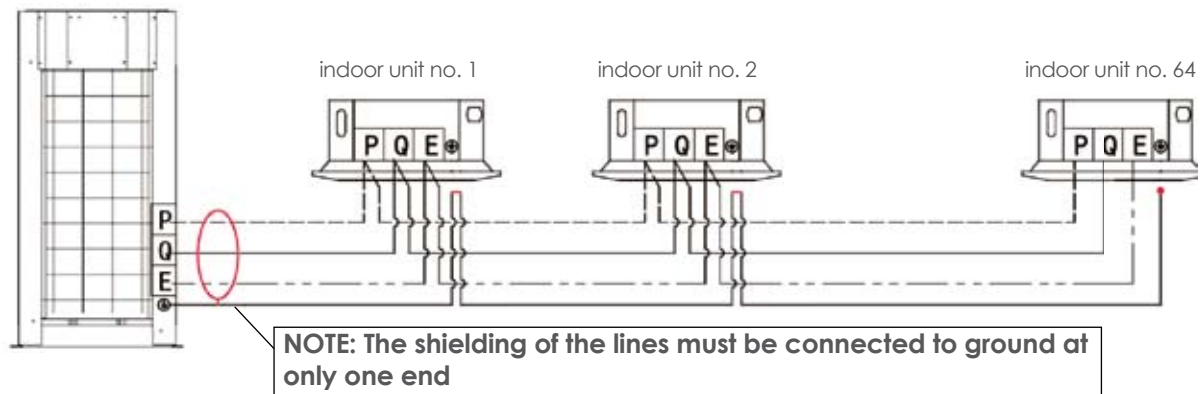 indoor unit no. 1
indoor unit no. 2
indoor unit no. 64
P Q E
P Q E
P Q E
P
Q
E
NOTE: The shielding of the lines must be connected to ground at
only one end